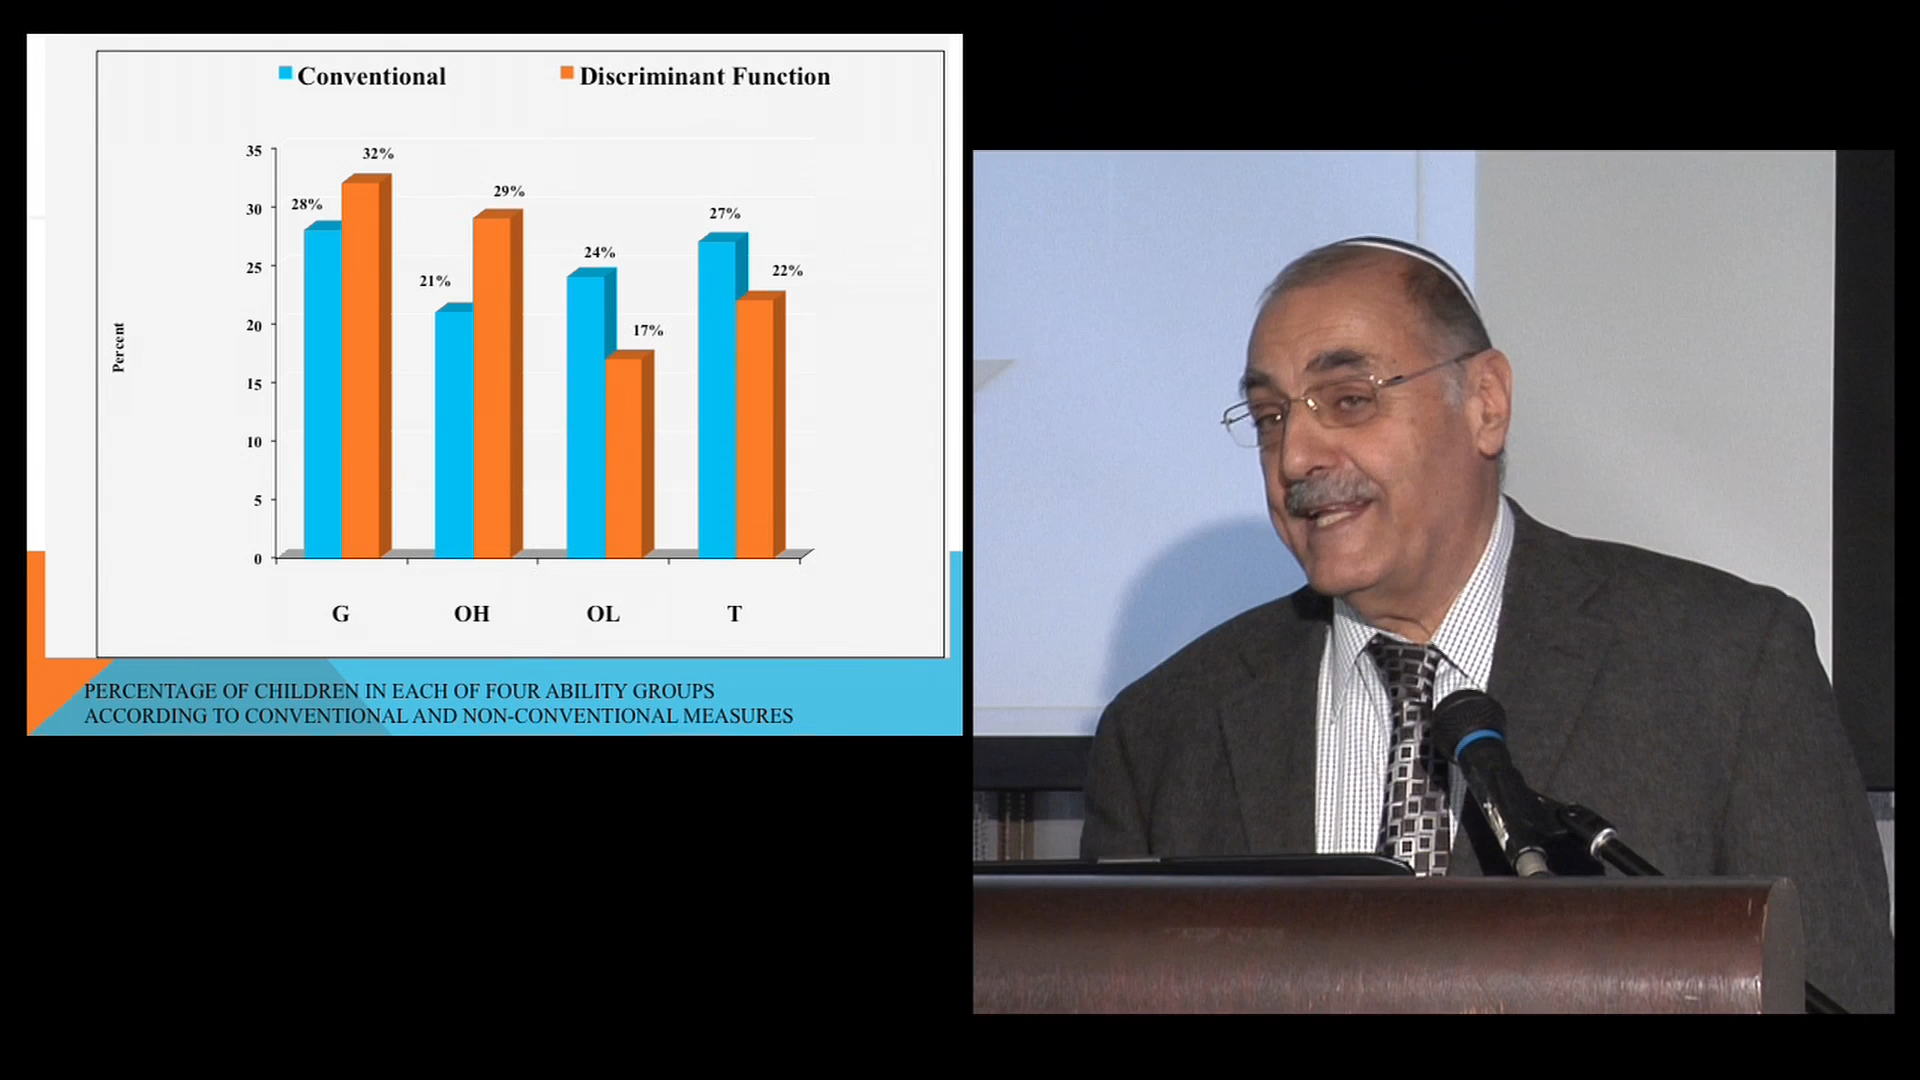 Conventional
Discriminant Function
Percent
35
30
25
20
15
10
5
0
28%
32%
21%
29%
24%
17%
27%
22%
G
OH
OL
T
PERCENTAGE OF CHILDREN IN EACH OF FOUR ABILITY GROUPS
ACCORDING TO CONVENTIONAL AND NON-CONVENTIONAL MEASURES